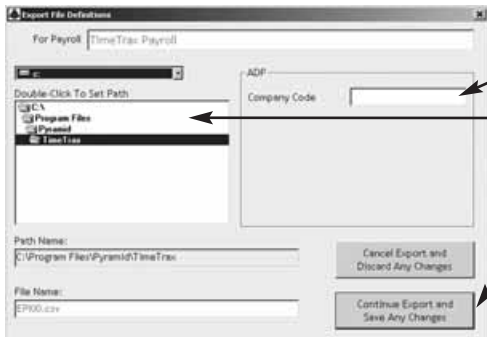 Export File Definitions
For Payroll TimeTrax Payroll
c:
Double-Click To Set Path
C:\
Program Files
Pyramid
TimeTrax
ADP
Company Code
Path Name:
C:\Program Files\Pyramid\TimeTrax
Cancel Export and
Discard Any Changes
File Name:
Continue Export and
Save Any Changes